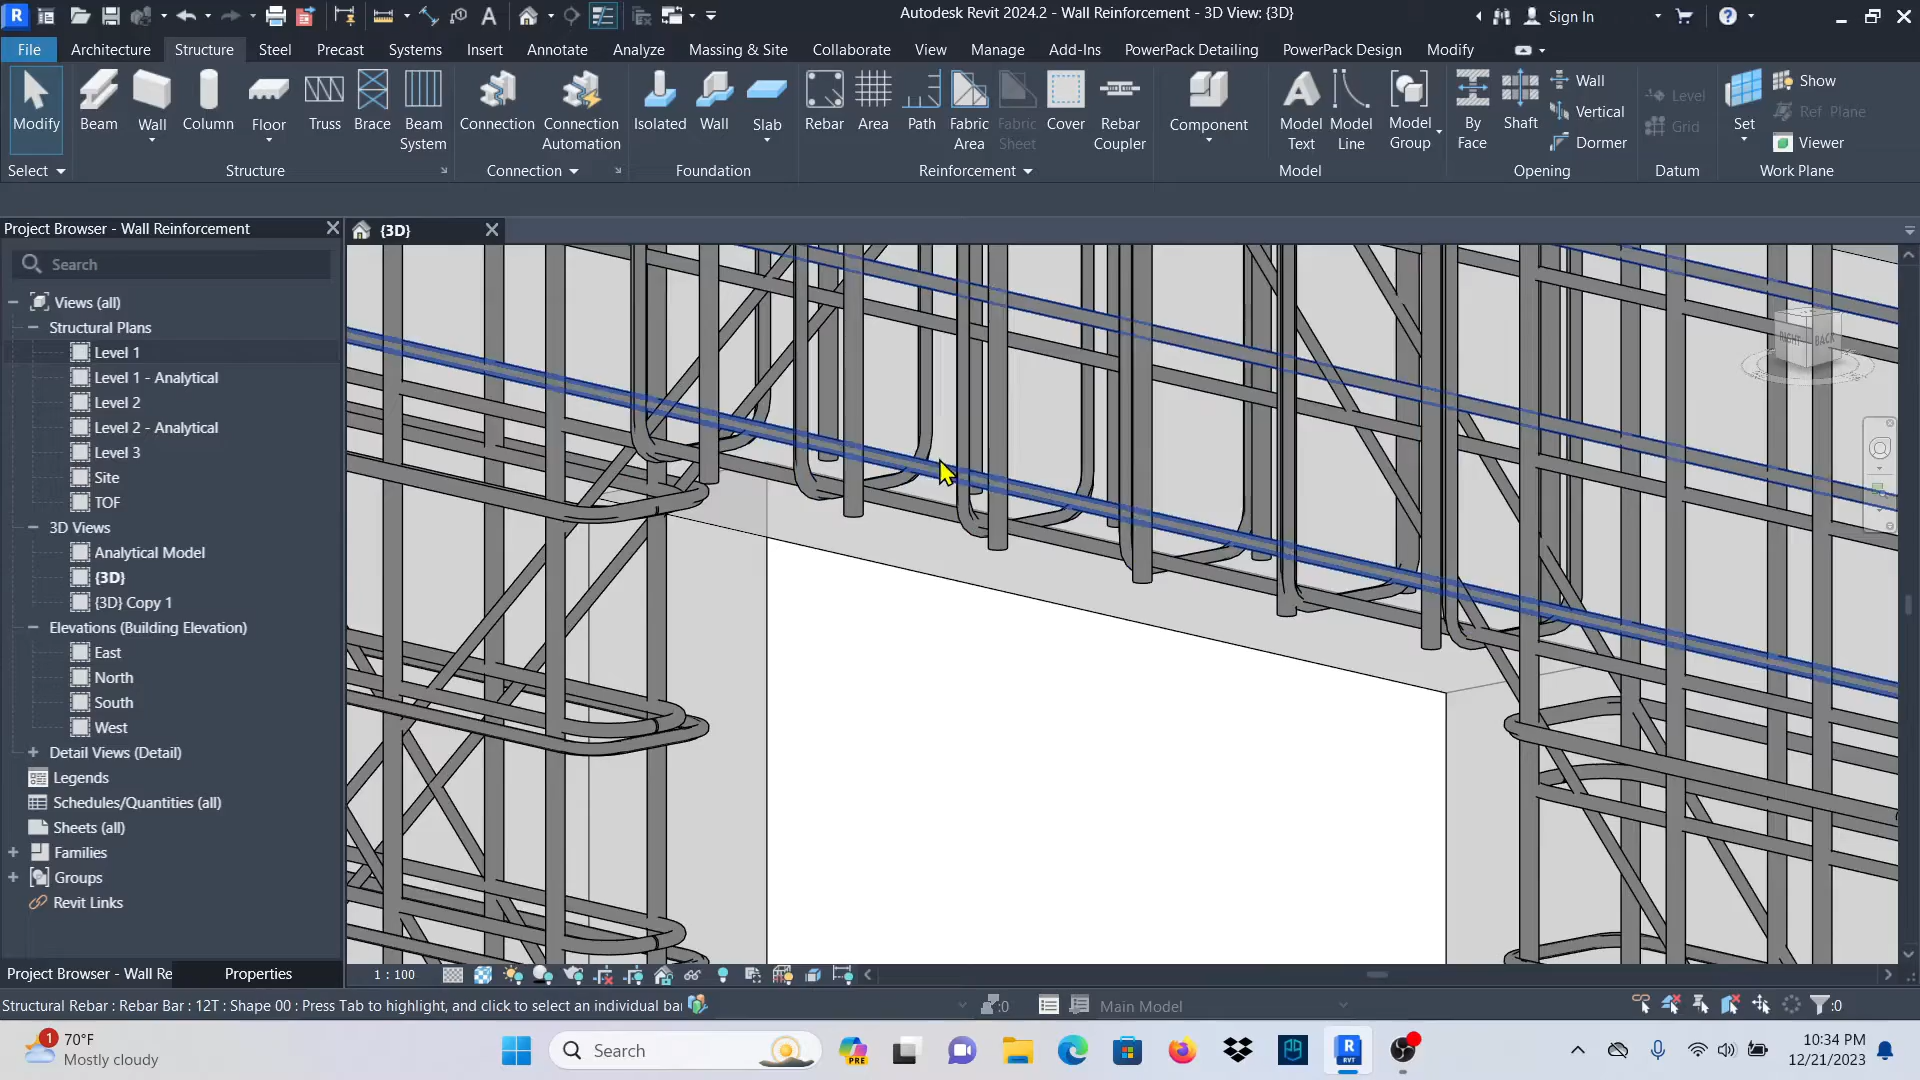 Autodesk Revit 2024.2 - Wall Reinforcement - 3D View: {3D}
Sign In
File Architecture Structure Steel Precast Systems Insert Annotate Analyze Massing & Site Collaborate View Manage Add-Ins PowerPack Detailing PowerPack Design Modify
Modify
Beam
Wall
Column
Floor
Truss
Brace
Beam
System
Connection
Connection
Automation
Isolated
Wall
Slab
Rebar
Area
Path
Fabric
Area
Fabric
Sheet
Cover
Rebar
Coupler
Component
Model
Text
Model
Line
Model
Group
By
Face
Shaft
Wall
Vertical
Dormer
Level
Grid
Set
Show
Ref Plane
Viewer
Select
Structure
Connection
Foundation
Reinforcement
Model
Opening
Datum
Work Plane
Project Browser - Wall Reinforcement
{3D}
Search
Views (all)
Structural Plans
Level 1
Level 1 - Analytical
Level 2
Level 2 - Analytical
Level 3
Site
TOF
3D Views
Analytical Model
{3D}
{3D} Copy 1
Elevations (Building Elevation)
East
North
South
West
Detail Views (Detail)
Legends
Schedules/Quantities (all)
Sheets (all)
Families
Groups
Revit Links
RIGHT
BACK
Project Browser - Wall Re
Properties
1 : 100
Structural Rebar : Rebar Bar : 12T : Shape 00 : Press Tab to highlight, and click to select an individual ba
:0
Main Model
:0
1
70°F
Mostly cloudy
Search
PRE
RVT
10:34 PM
12/21/2023